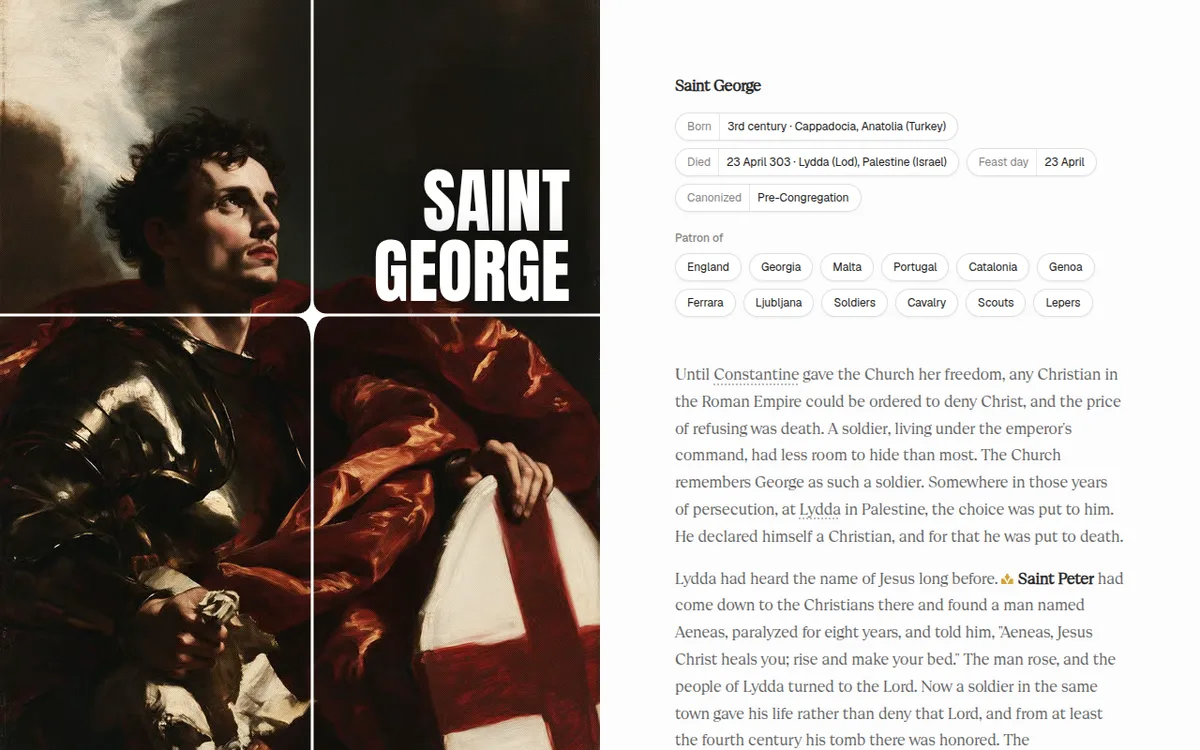 SAINT
GEORGE
Saint George
Born 3rd century · Cappadocia, Anatolia (Turkey)
Died 23 April 303 · Lydda (Lod), Palestine (Israel) Feast day 23 April
Canonized Pre-Congregation
Patron of
England Georgia Malta Portugal Catalonia Genoa
Ferrara Ljubljana Soldiers Cavalry Scouts Lepers
Until Constantine gave the Church her freedom, any Christian in
the Roman Empire could be ordered to deny Christ, and the price
of refusing was death. A soldier, living under the emperor's
command, had less room to hide than most. The Church
remembers George as such a soldier. Somewhere in those years
of persecution, at Lydda in Palestine, the choice was put to him.
He declared himself a Christian, and for that he was put to death.
Lydda had heard the name of Jesus long before. Saint Peter had
come down to the Christians there and found a man named
Aeneas, paralyzed for eight years, and told him, "Aeneas, Jesus
Christ heals you; rise and make your bed." The man rose, and the
people of Lydda turned to the Lord. Now a soldier in the same
town gave his life rather than deny that Lord, and from at least
the fourth century his tomb there was honored. The